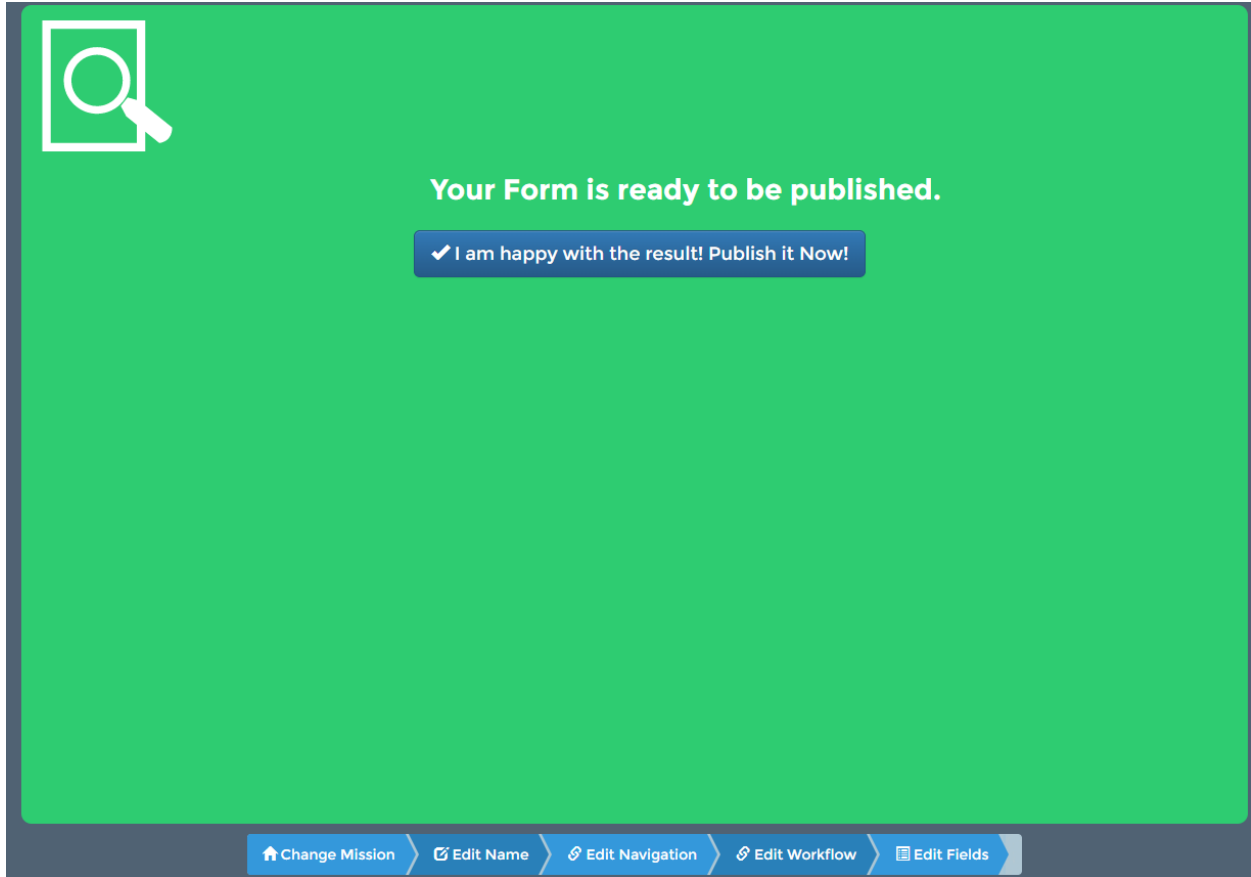 Your Form is ready to be published.
I am happy with the result! Publish it Now!
Change Mission
Edit Name
Edit Navigation
Edit Workflow
Edit Fields